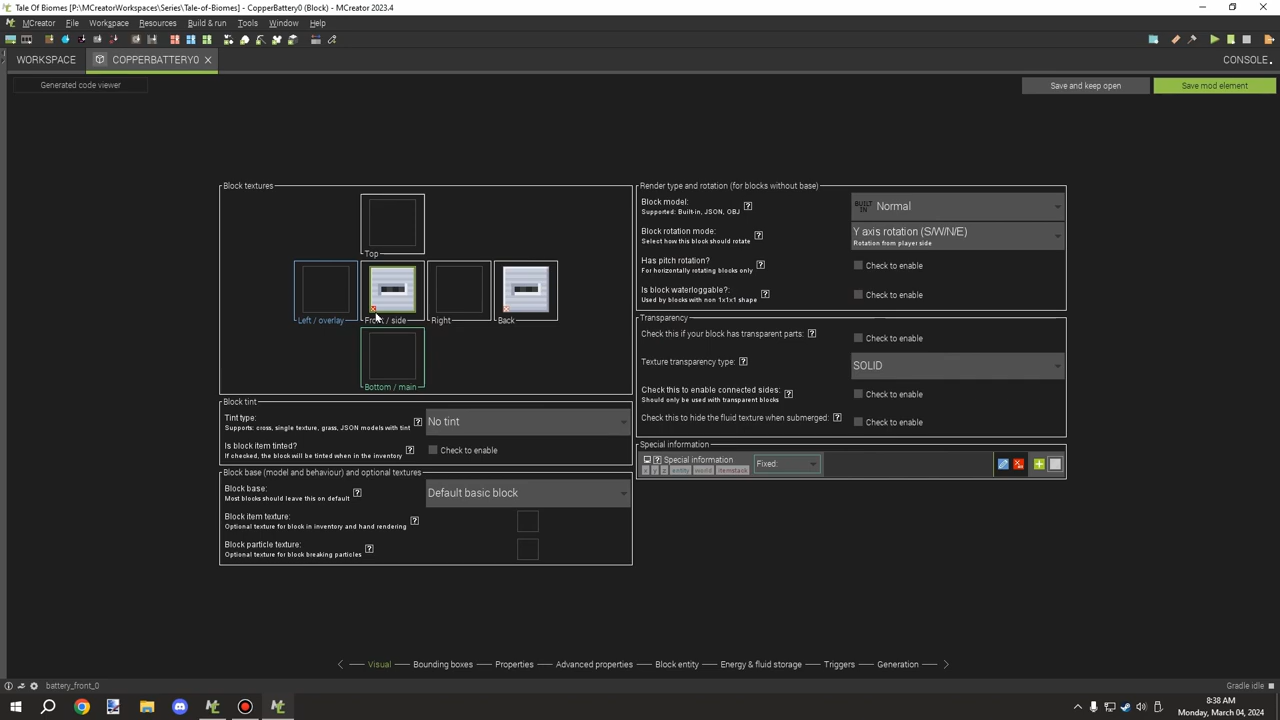 Tale Of Biomes [P:\MCreatorWorkspaces\Series\Tale-of-Biomes] - CopperBattery0 (Block) - MCreator 2023.4
MCreator File Workspace Resources Build & run Tools Window Help
WORKSPACE COPPERBATTERY0 CONSOLE
Generated code viewer Save and keep open Save mod element
Block textures
Top
Left / overlay Front / side Right Back
Bottom / main
Block tint
Tint type: ? No tint
Supports: cross, single texture, grass, JSON models with tint
Is block item tinted? ? Check to enable
If checked, the block will be tinted when in the inventory
Block base (model and behaviour) and optional textures
Block base: ? Default basic block
Most blocks should leave this on default
Block item texture: ?
Optional texture for block in inventory and hand rendering
Block particle texture: ?
Optional texture for block breaking particles
Render type and rotation (for blocks without base)
Block model: ? BUILT IN Normal
Supported: Built-in, JSON, OBJ
Block rotation mode: ? Y axis rotation (S/W/N/E)
Select how this block should rotate Rotation from player side
Has pitch rotation? ? Check to enable
For horizontally rotating blocks only
Is block waterloggable?: ? Check to enable
Used by blocks with non 1x1x1 shape
Transparency
Check this if your block has transparent parts: ? Check to enable
Texture transparency type: ? SOLID
Check this to enable connected sides: ? Check to enable
Should only be used with transparent blocks
Check this to hide the fluid texture when submerged: ? Check to enable
Special information
? Special information Fixed:
x y z entity world itemstack
Visual Bounding boxes Properties Advanced properties Block entity Energy & fluid storage Triggers Generation
battery_front_0 Gradle idle
8:38 AM
Monday, March 04, 2024